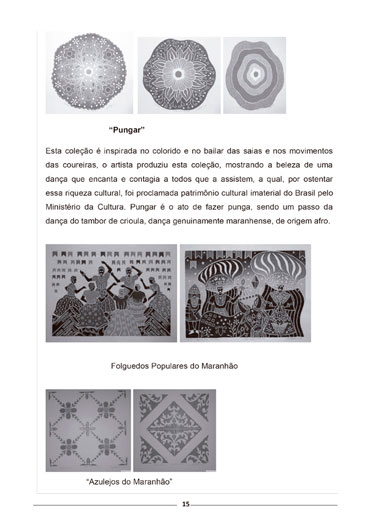 “Pungar”
Esta coleção é inspirada no colorido e no bailar das saias e nos movimentos
das coureiras, o artista produziu esta coleção, mostrando a beleza de uma
dança que encanta e contagia a todos que a assistem, a qual, por ostentar
essa riqueza cultural, foi proclamada patrimônio cultural imaterial do Brasil pelo
Ministério da Cultura. Pungar é o ato de fazer punga, sendo um passo da
dança do tambor de crioula, dança genuinamente maranhense, de origem afro.
Folguedos Populares do Maranhão
“Azulejos do Maranhão”
15